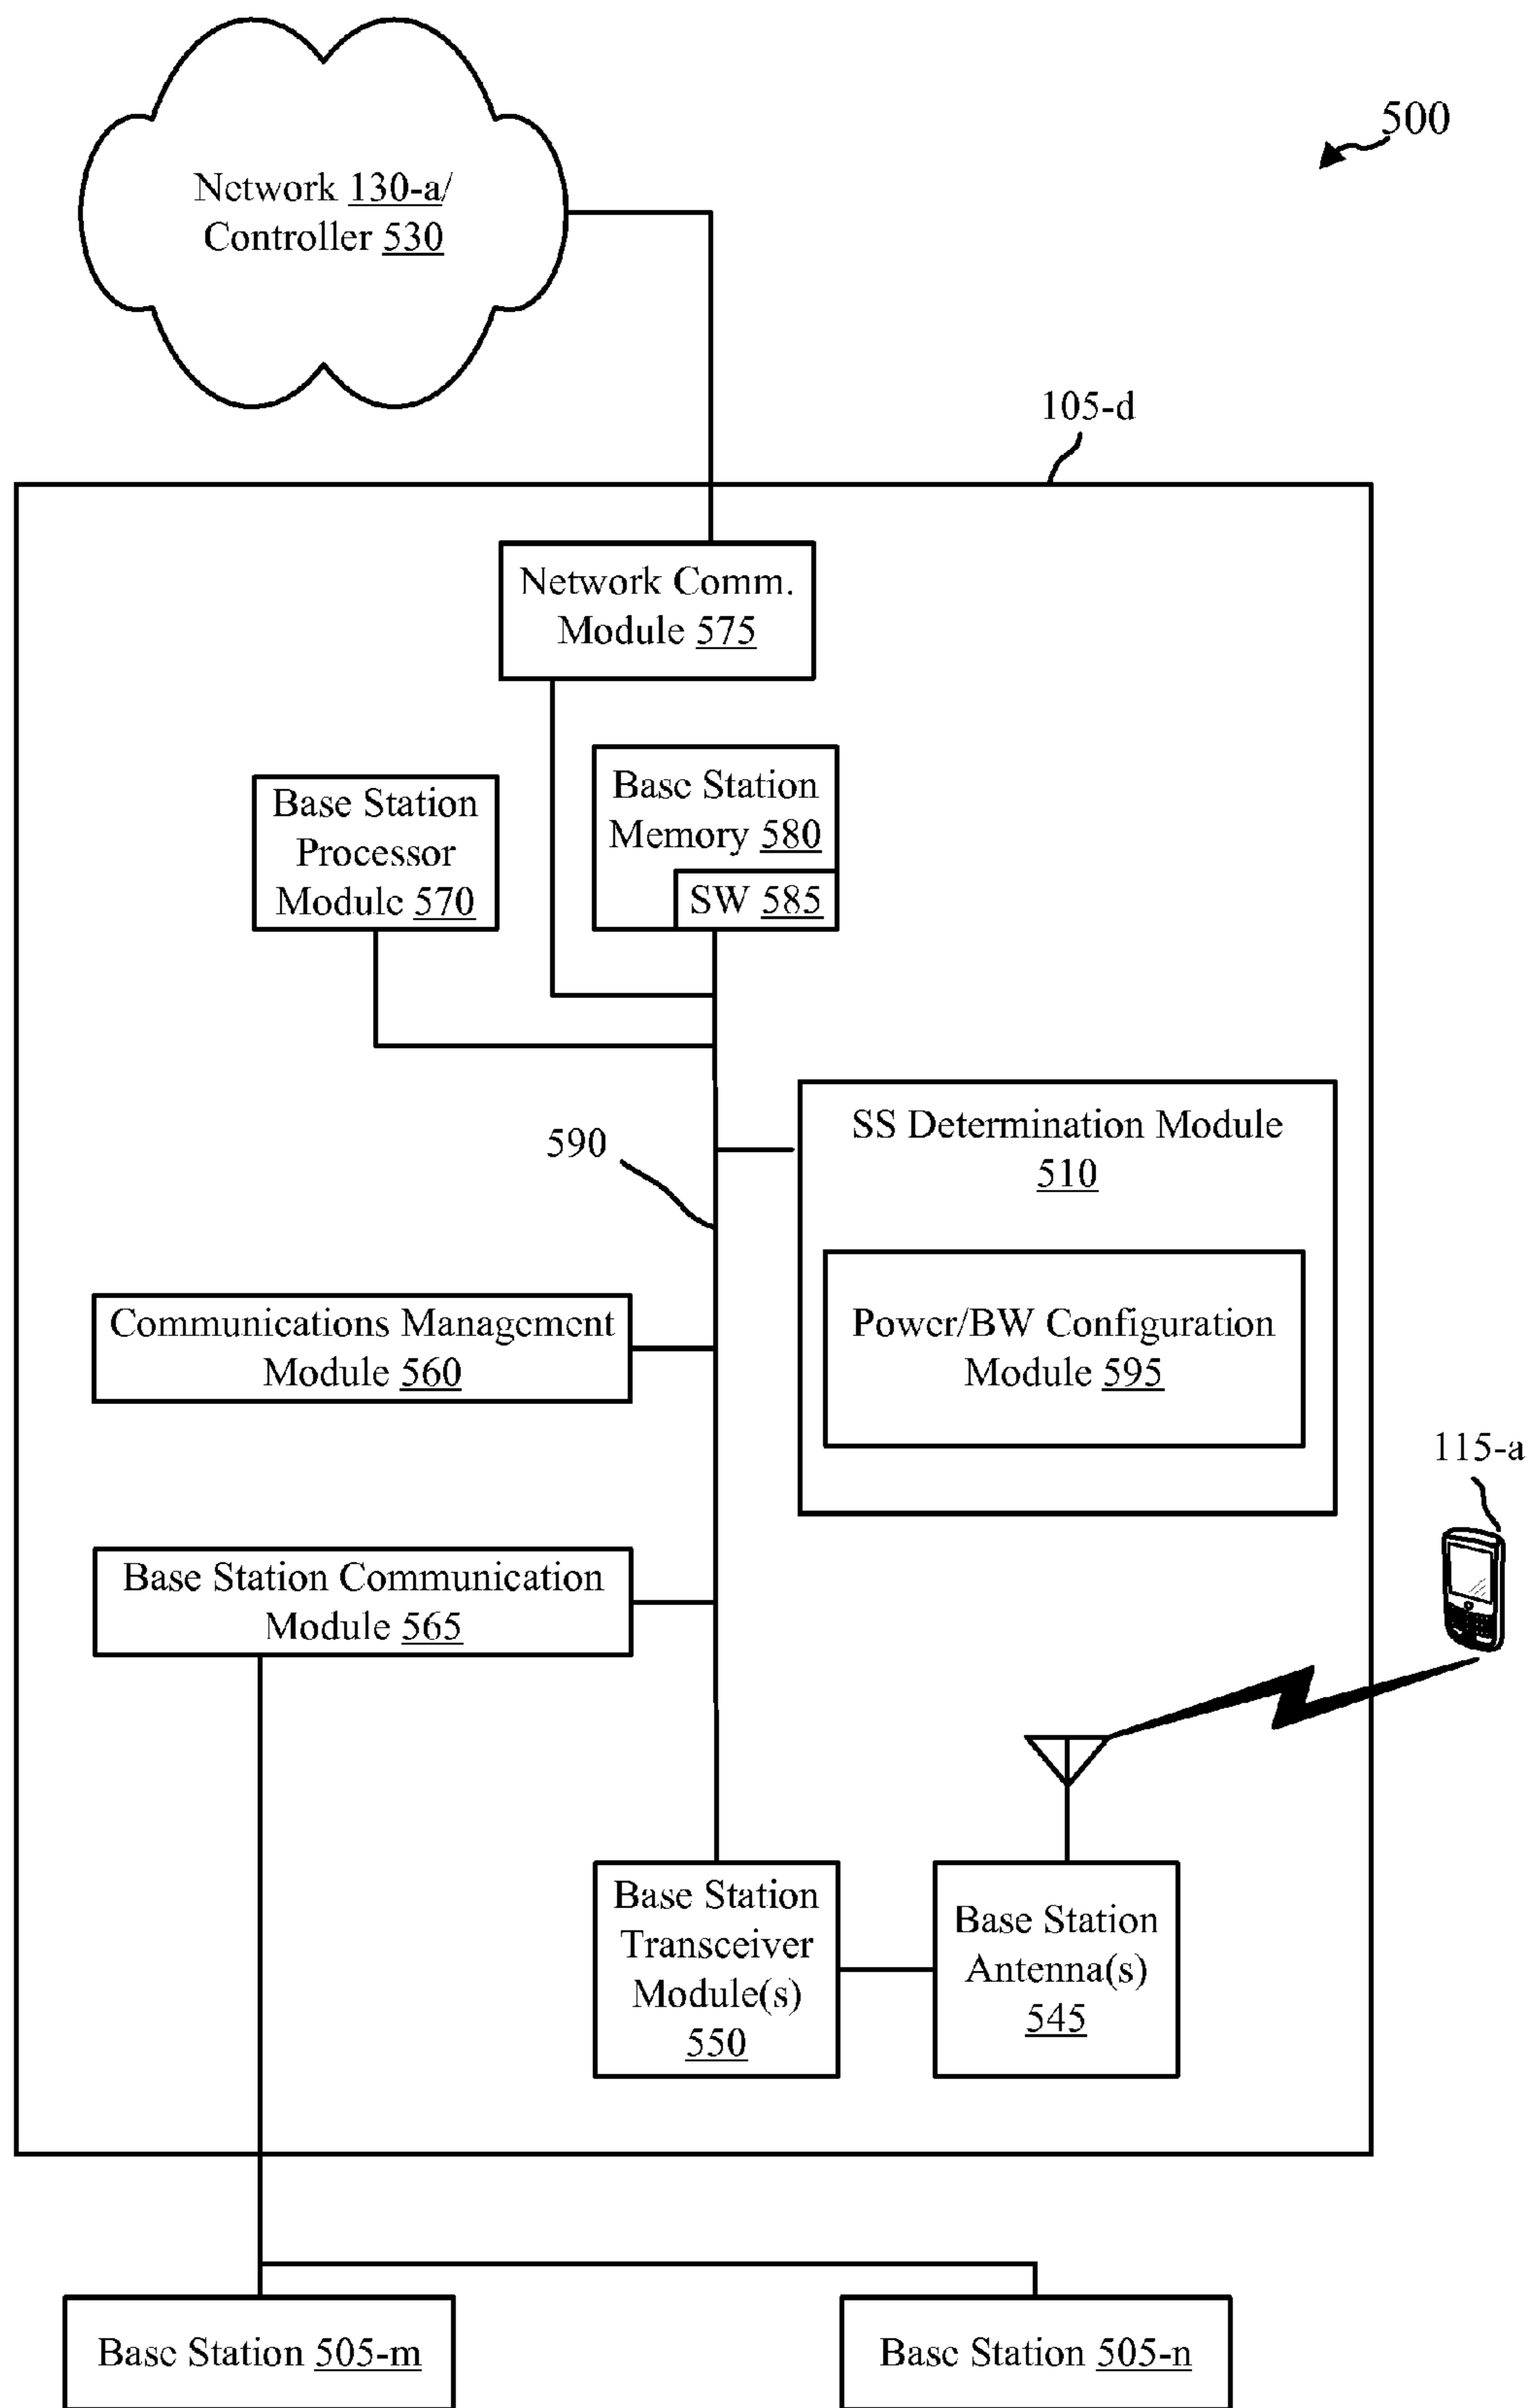 500
Network 130-a/
Controller 530
105-d
Network Comm.
Module 575
Base Station
Processor
Module 570
Base Station
Memory 580
SW 585
SS Determination Module
510
590
Power/BW Configuration
Module 595
Communications Management
Module 560
115-a
Base Station Communication
Module 565
Base Station
Transceiver
Module(s)
550
Base Station
Antenna(s)
545
Base Station 505-m
Base Station 505-n